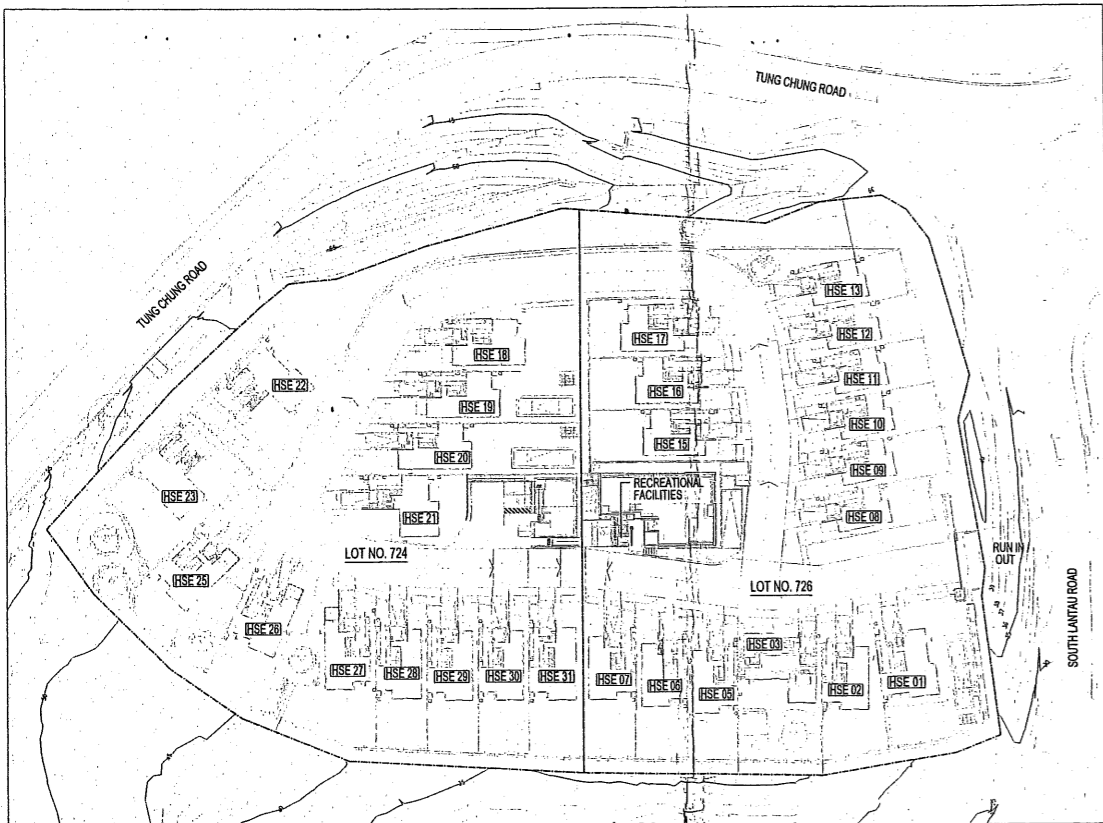 TUNG CHUNG ROAD
TUNG CHUNG ROAD
HSE 13
HSE 17
HSE 12
HSE 18
HSE 11
HSE 22
HSE 16
HSE 19
HSE 10
HSE 15
HSE 20
HSE 09
RECREATIONAL
FACILITIES
HSE 23
HSE 21
HSE 08
RUN IN
OUT
LOT NO. 724
HSE 25
LOT NO. 726
SOUTH LANTAU ROAD
HSE 26
HSE 03
HSE 27
HSE 28
HSE 29
HSE 30
HSE 31
HSE 07
HSE 06
HSE 05
HSE 02
HSE 01